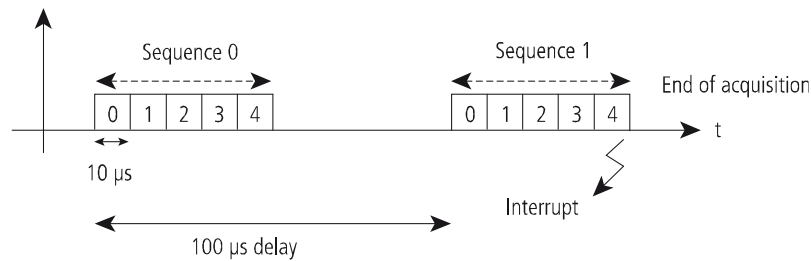 Sequence 0
Sequence 1
End of acquisition
0 1 2 3 4
0 1 2 3 4
t
10 µs
Interrupt
100 µs delay